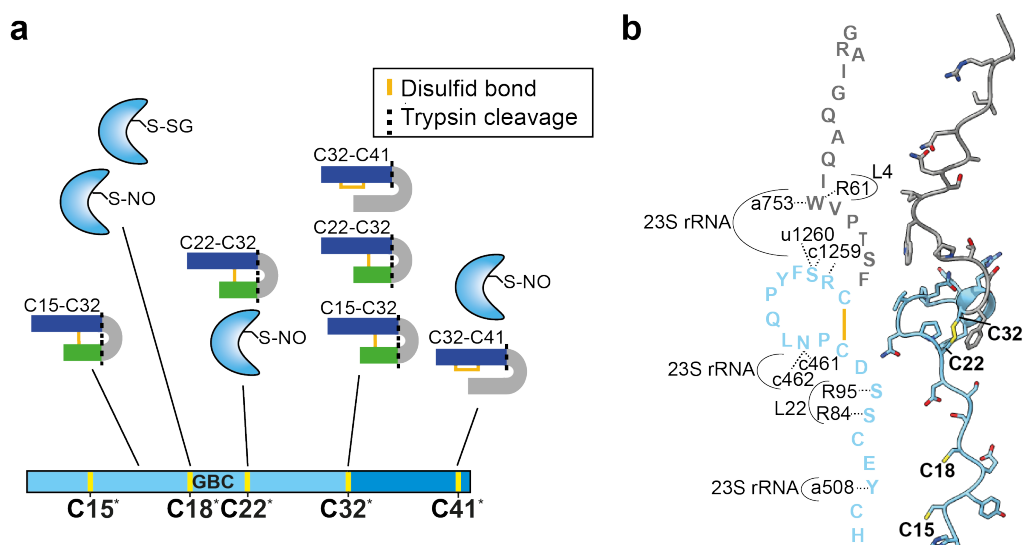 a
Disulfid bond
Trypsin cleavage
S-SG
S-NO
C32-C41
C22-C32
C22-C32
S-NO
C15-C32
C15-C32
S-NO
C32-C41
GBC
C15*
C18*
C22*
C32*
C41*
b
G
R A
I
G
Q
A
Q
I
L4
a753
W
R61
V
23S rRNA
P
u1260
T
c1259
S
Y F S R F
P
C
C32
Q
L N P C
C22
c461
D
23S rRNA
c462
R95
S
L22
R84
S
C
C18
E
23S rRNA
a508
Y
C15
C
H